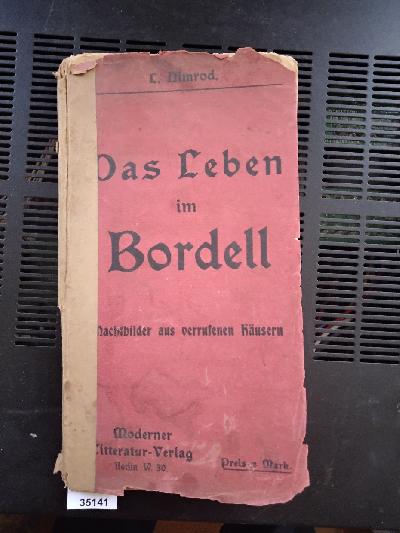 L. Nimrod.
Das Leben
im
Bordell
Nachtbilder aus verrufenen Häusern
Moderner
Litteratur-Verlag
Berlin W. 30
Preis 2 Mark.
35141